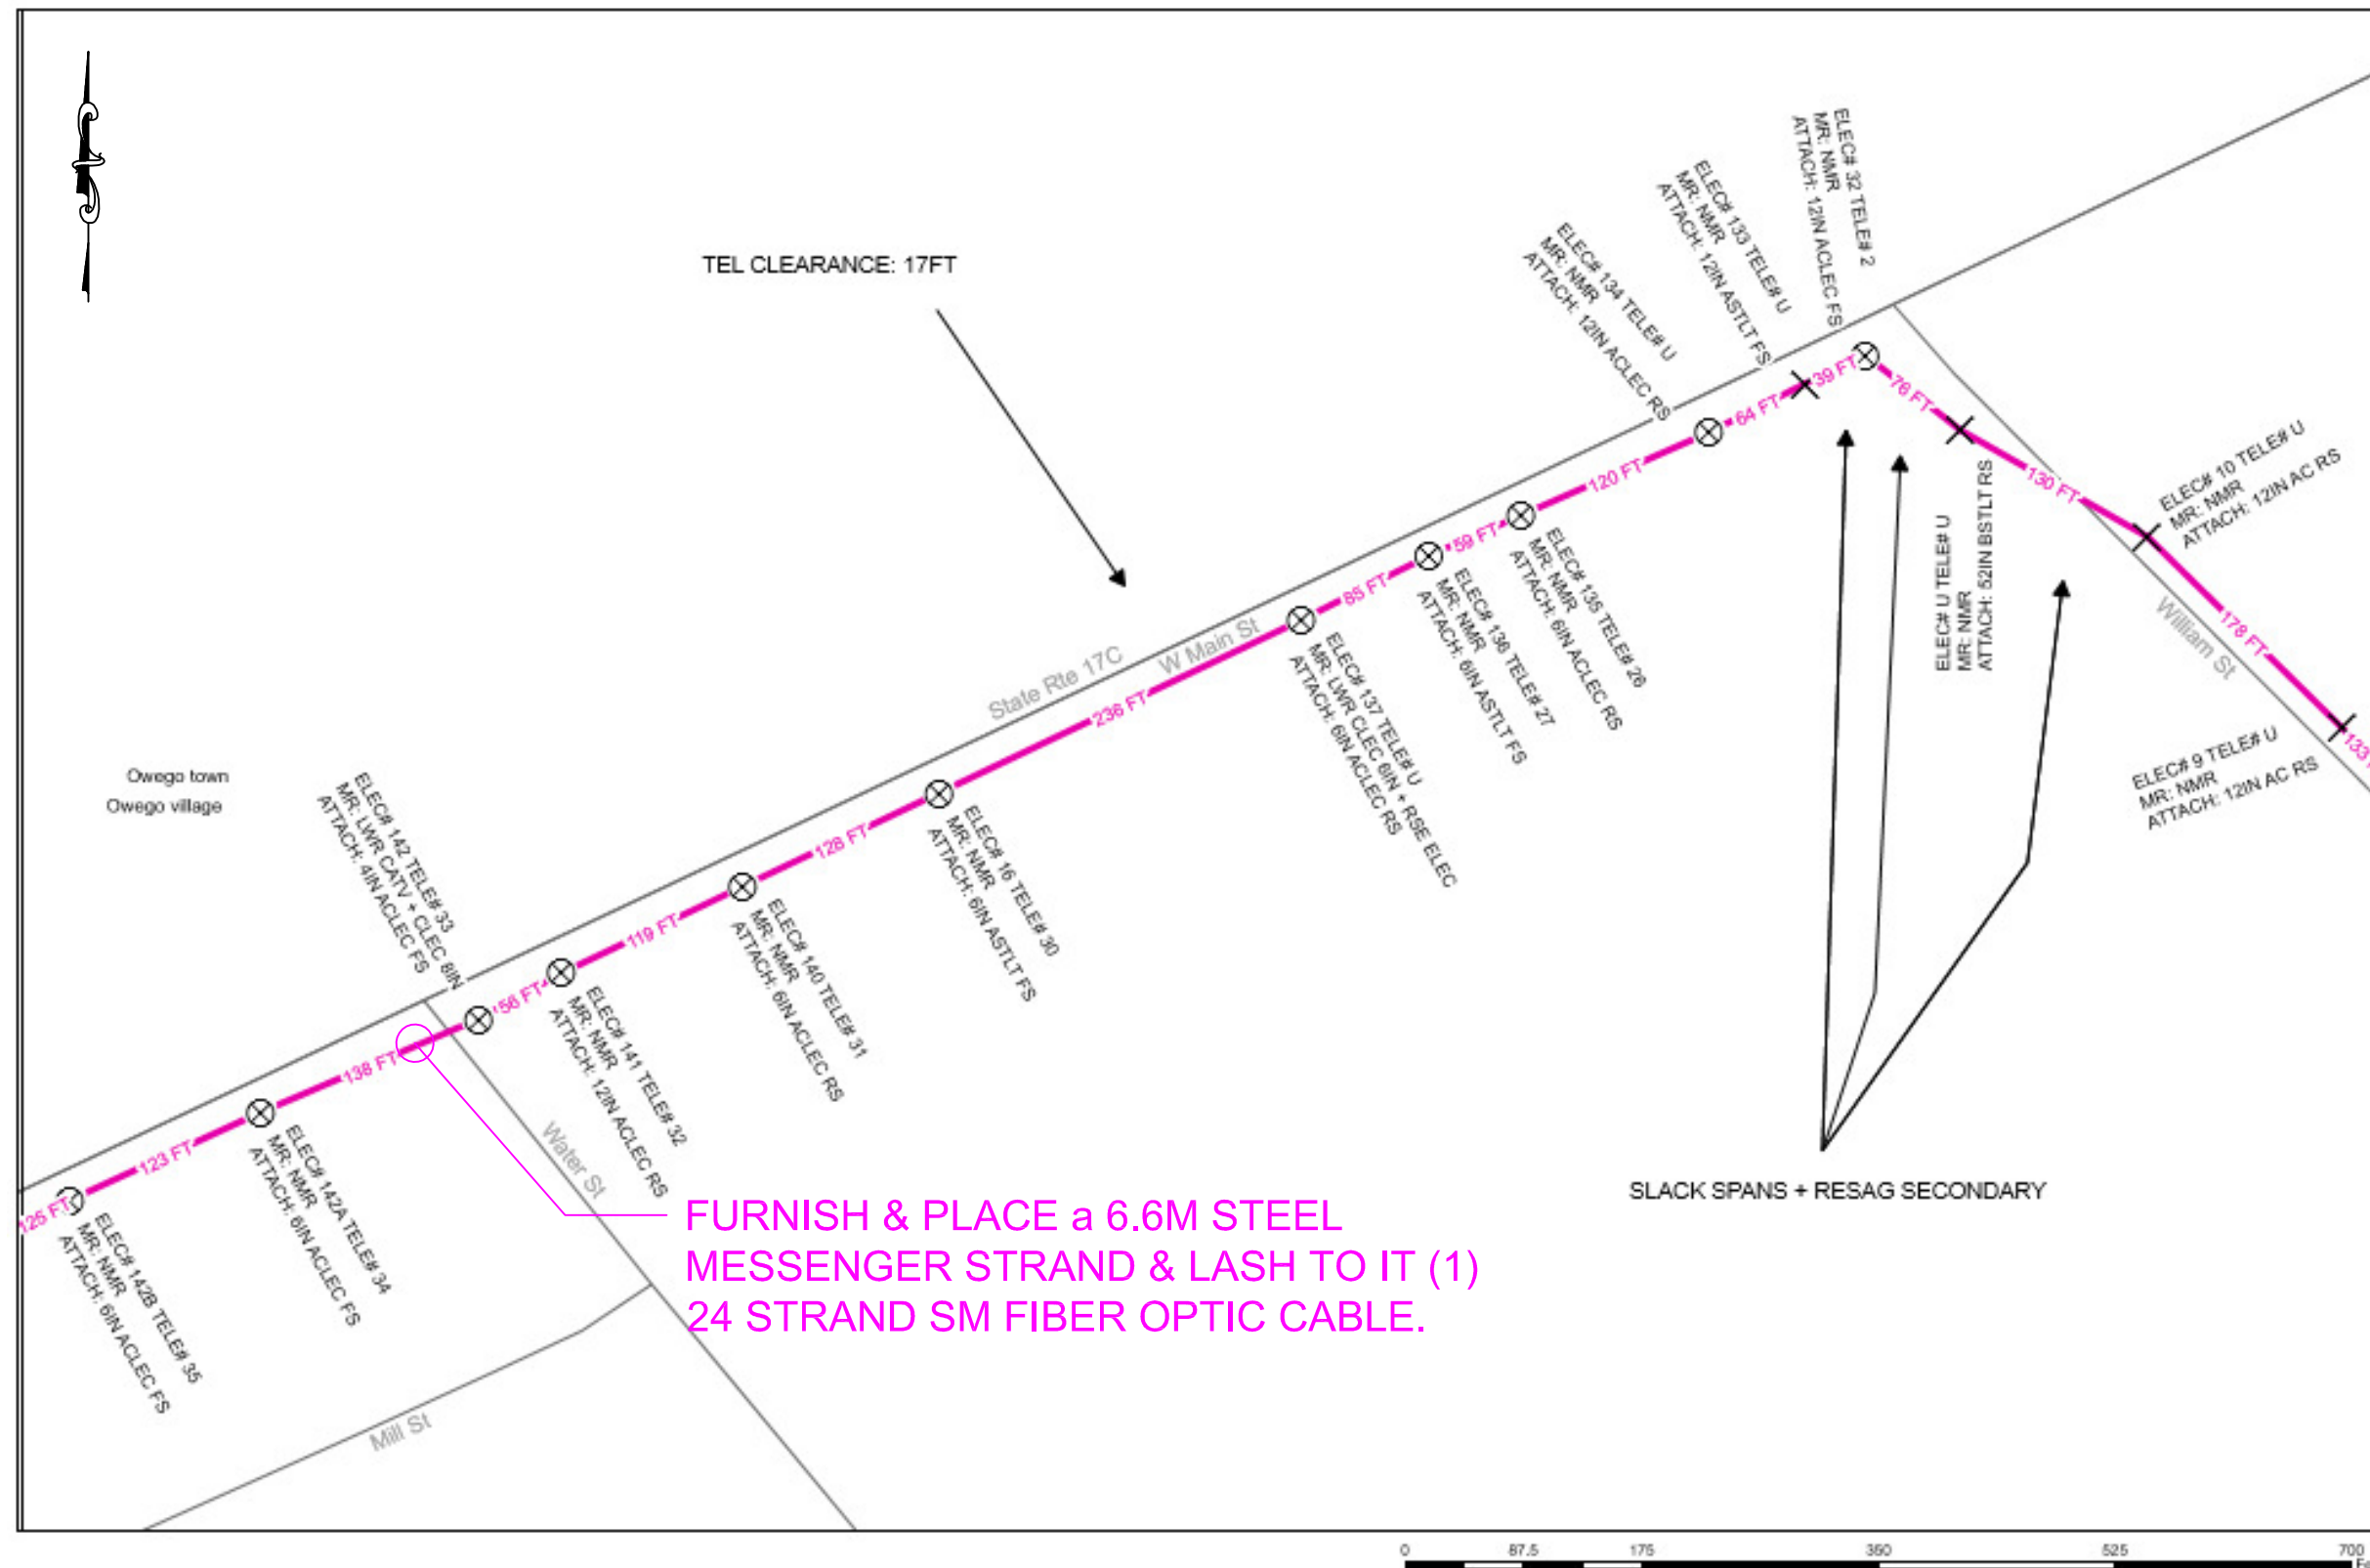 TEL CLEARANCE: 17FT
ELEC# 32 TELE# 2
MR: NMR
ATTACH: 12IN ACLEC FS
ELEC# 133 TELE# U
MR: NMR
ATTACH: 12IN ASTLT FS
ELEC# 134 TELE# U
MR: NMR
ATTACH: 12IN ACLEC RS
39 FT
76 FT
64 FT
120 FT
130 FT
ELEC# 10 TELE# U
MR: NMR
ATTACH: 12IN AC RS
ELEC# U TELE# U
MR: NMR
ATTACH: 52IN BSTLT RS
59 FT
ELEC# 135 TELE# 26
MR: NMR
ATTACH: 6IN ACLEC RS
85 FT
ELEC# 136 TELE# 27
MR: NMR
ATTACH: 6IN ASTLT FS
William St
178 FT
State Rte 17C
W Main St
236 FT
ELEC# 137 TELE# U
MR: LWR CLEC 6IN + RSE ELEC
ATTACH: 6IN ACLEC RS
133
ELEC# 9 TELE# U
MR: NMR
ATTACH: 12IN AC RS
Owego town
Owego village
ELEC# 142 TELE# 33
MR: LWR CATV + CLEC 8IN
ATTACH: 4IN ACLEC FS
128 FT
ELEC# 16 TELE# 30
MR: NMR
ATTACH: 6IN ASTLT FS
119 FT
ELEC# 140 TELE# 31
MR: NMR
ATTACH: 6IN ACLEC RS
56 FT
ELEC# 141 TELE# 32
MR: NMR
ATTACH: 12IN ACLEC RS
138 FT
ELEC# 142A TELE# 34
MR: NMR
ATTACH: 6IN ACLEC FS
123 FT
Water St
125 FT
ELEC# 142B TELE# 35
MR: NMR
ATTACH: 6IN ACLEC FS
SLACK SPANS + RESAG SECONDARY
FURNISH & PLACE a 6.6M STEEL
MESSENGER STRAND & LASH TO IT (1)
24 STRAND SM FIBER OPTIC CABLE.
Mill St
0 87.5 175 350 525 700